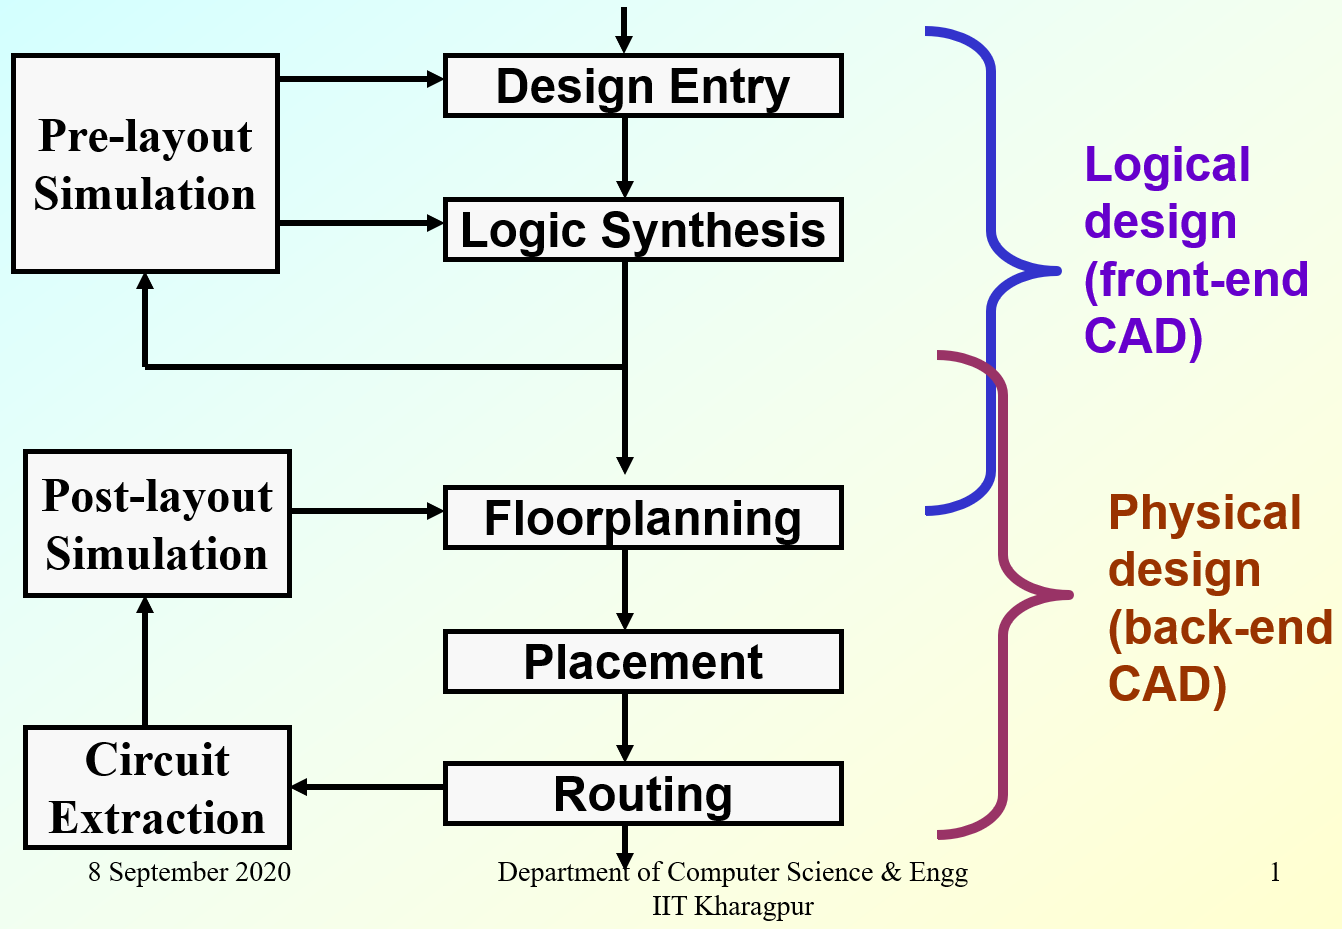 Design Entry
Pre-layout
Simulation
Logic Synthesis
Logical
design
(front-end
CAD)
Post-layout
Simulation
Floorplanning
Placement
Physical
design
(back-end
CAD)
Circuit
Extraction
Routing
8 September 2020
Department of Computer Science & Engg
IIT Kharagpur
1